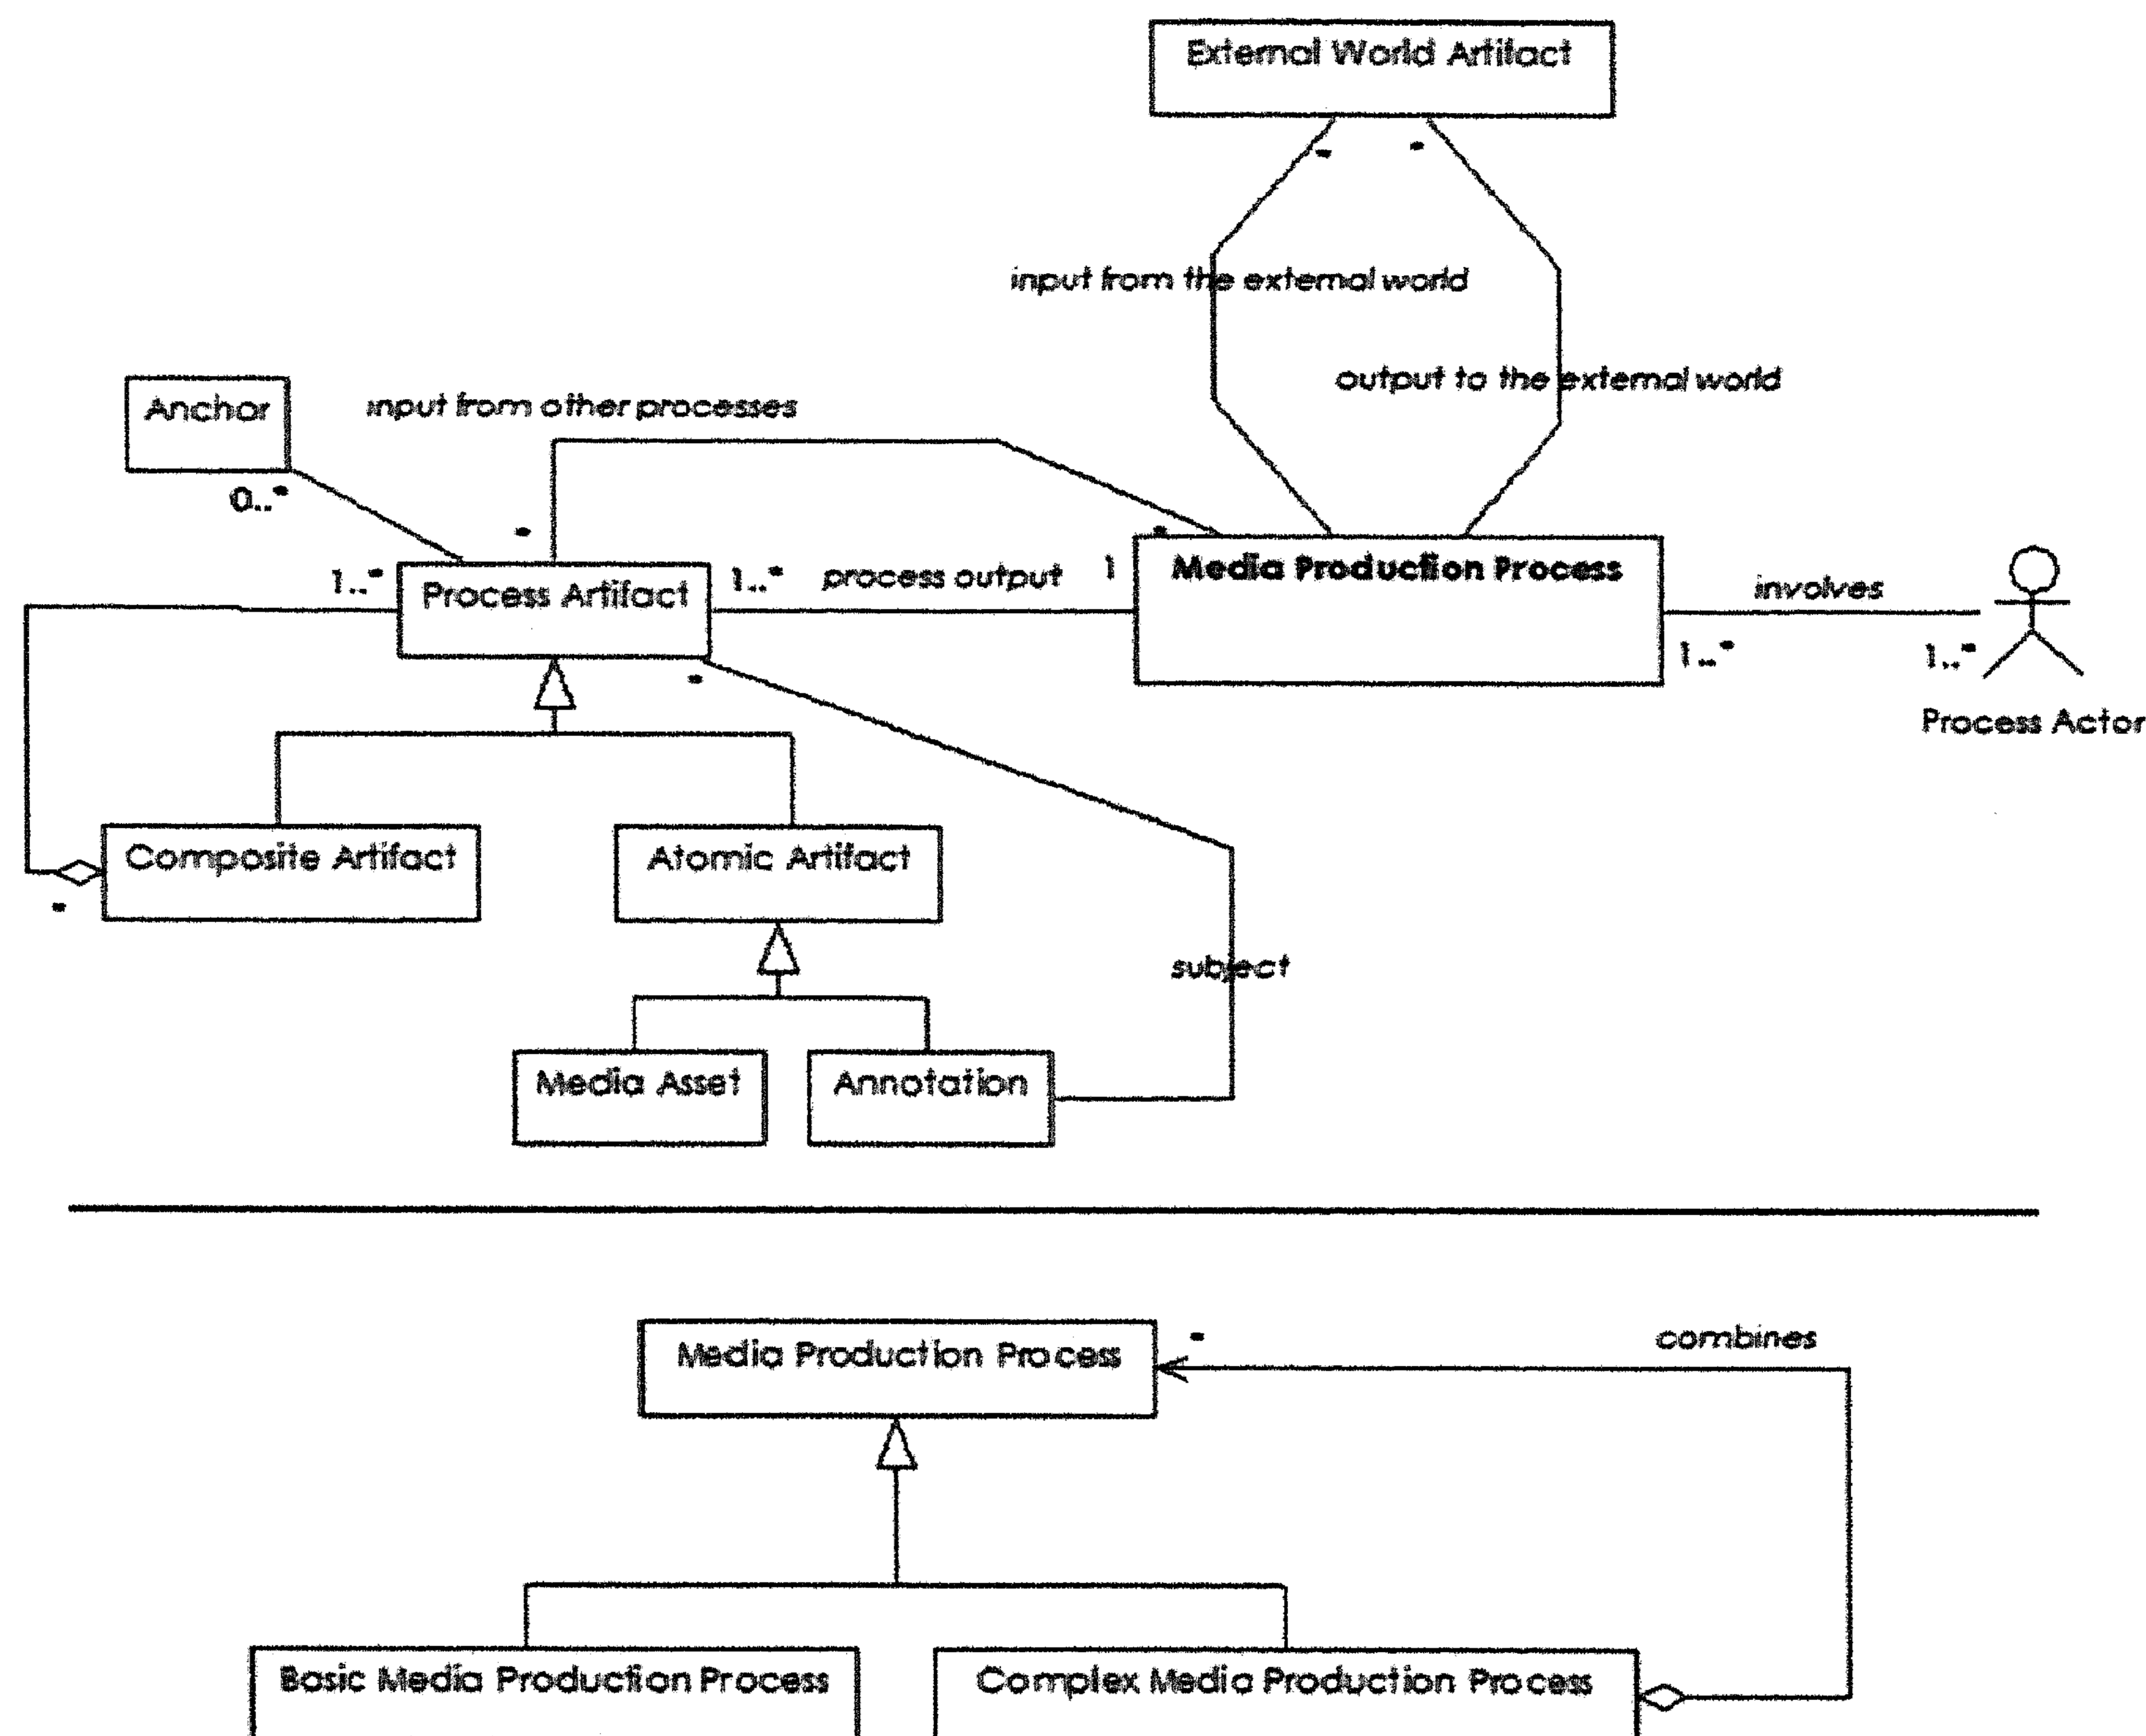 External World Artifact
* *
input from the external world
output to the external world
Anchor
input from other processes
0..*
* *
1..* Process Artifact 1..* process output 1 Media Production Process involves
1..* 1..*
*
Process Actor
Composite Artifact Atomic Artifact
*
subject
Media Asset Annotation
* combines
Media Production Process
Basic Media Production Process Complex Media Production Process